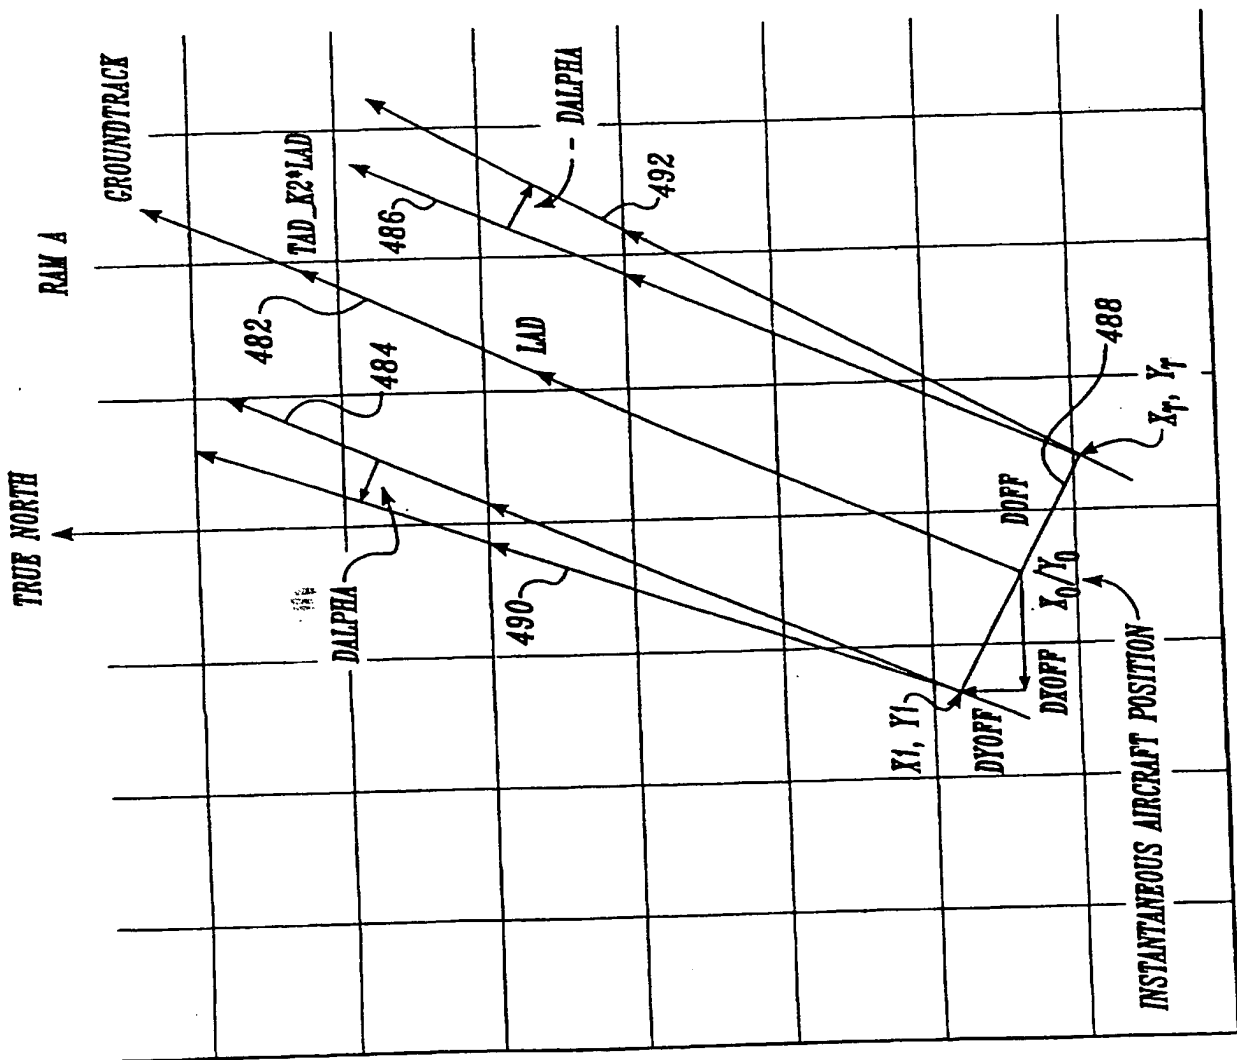 RAM A
TRUE NORTH
GROUNDTRACK
TAD_K2*LAD
- DALPHA
482
484
486
492
LAD
DALPHA
490
488
DOFF
X1, Y1
DYOFF
DXOFF
X0/Y0
Xr, Yr
INSTANTANEOUS AIRCRAFT POSITION